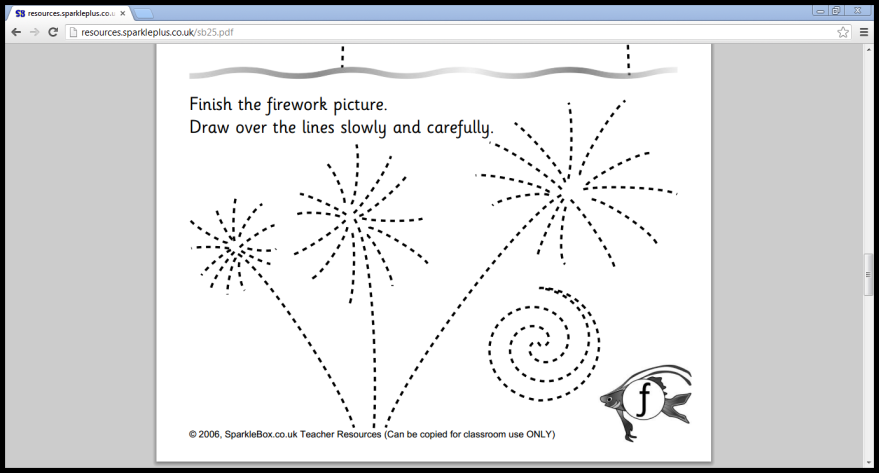 SB resources.sparkleplus.co.u
resources.sparkleplus.co.uk/sb25.pdf
Finish the firework picture.
Draw over the lines slowly and carefully.
f
© 2006, SparkleBox.co.uk Teacher Resources (Can be copied for classroom use ONLY)